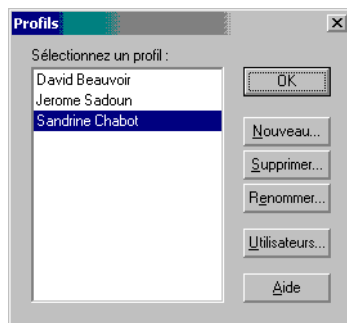 Profils
Sélectionnez un profil :
David Beauvoir
Jerome Sadoun
Sandrine Chabot
OK
Nouveau...
Supprimer...
Renommer...
Utilisateurs...
Aide